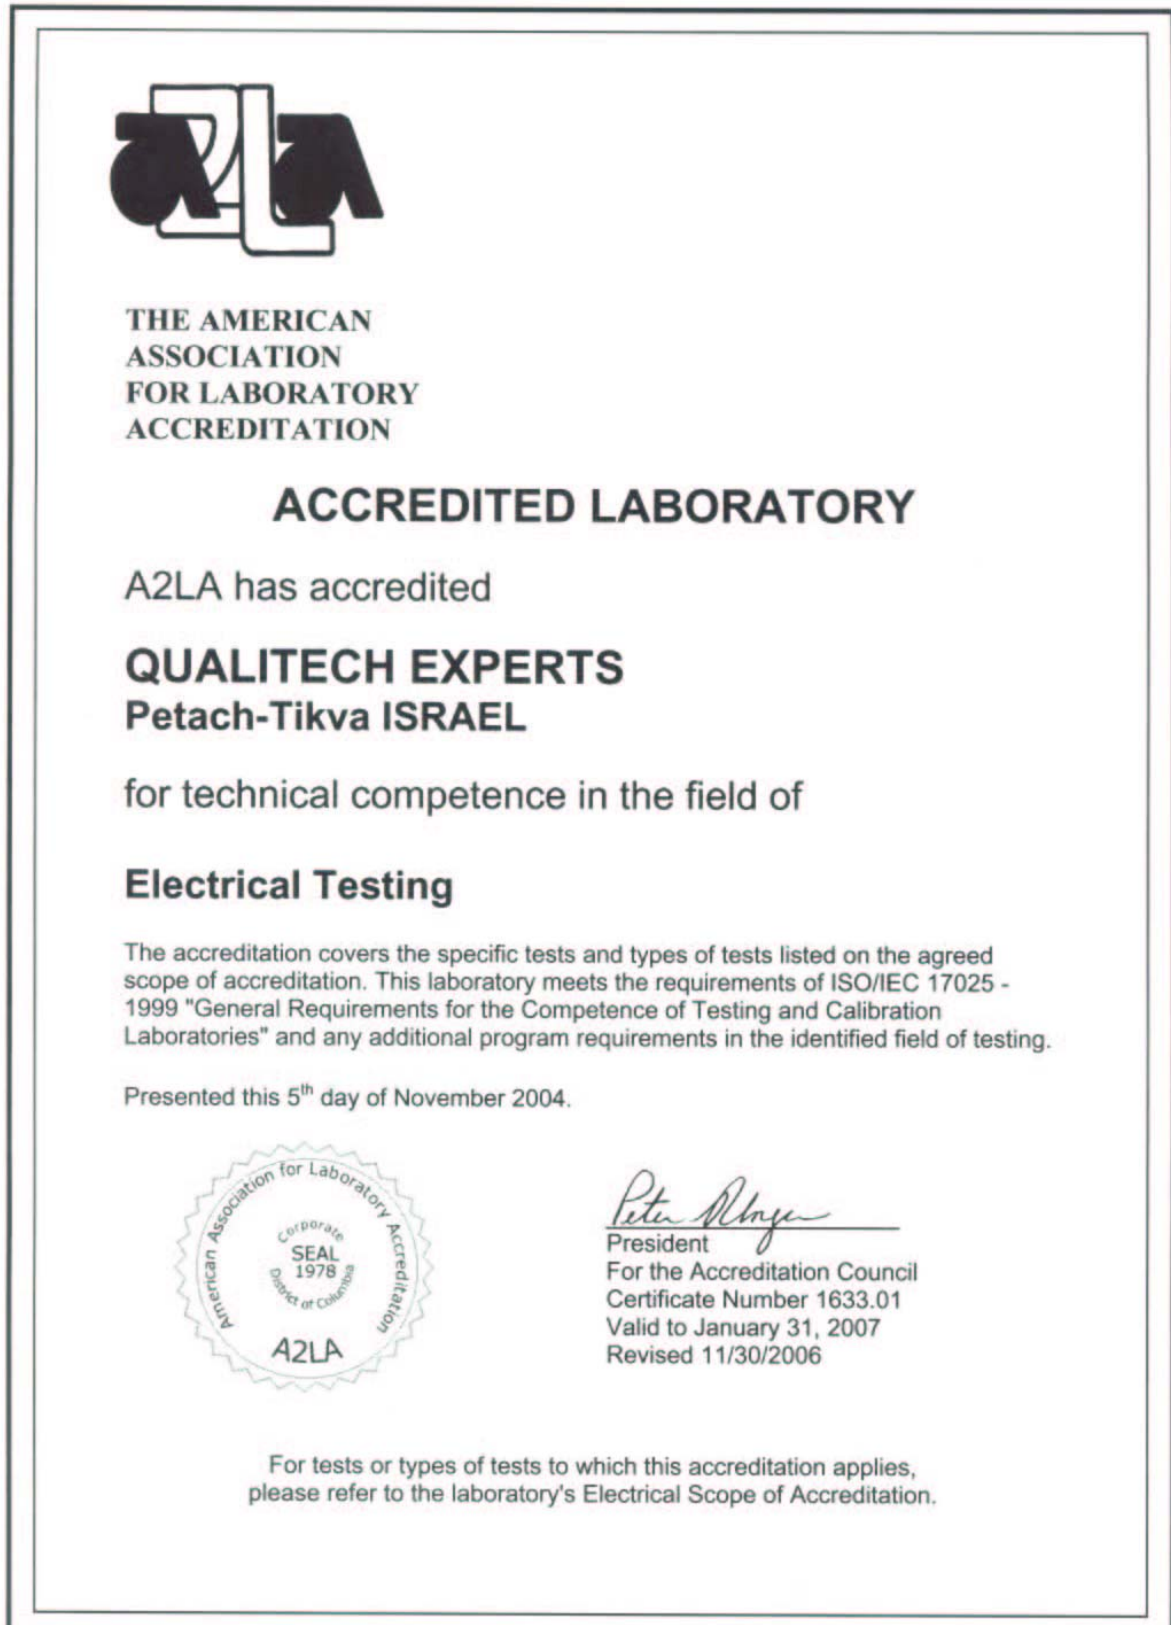 a2La
THE AMERICAN
ASSOCIATION
FOR LABORATORY
ACCREDITATION
ACCREDITED LABORATORY
A2LA has accredited
QUALITECH EXPERTS
Petach-Tikva ISRAEL
for technical competence in the field of
Electrical Testing
The accreditation covers the specific tests and types of tests listed on the agreed
scope of accreditation. This laboratory meets the requirements of ISO/IEC 17025 -
1999 "General Requirements for the Competence of Testing and Calibration
Laboratories" and any additional program requirements in the identified field of testing.
Presented this 5th day of November 2004.
American Association for Laboratory Accreditation
Corporate
SEAL
1978
District of Columbia
A2LA
Peter
President
For the Accreditation Council
Certificate Number 1633.01
Valid to January 31, 2007
Revised 11/30/2006
For tests or types of tests to which this accreditation applies,
please refer to the laboratory's Electrical Scope of Accreditation.